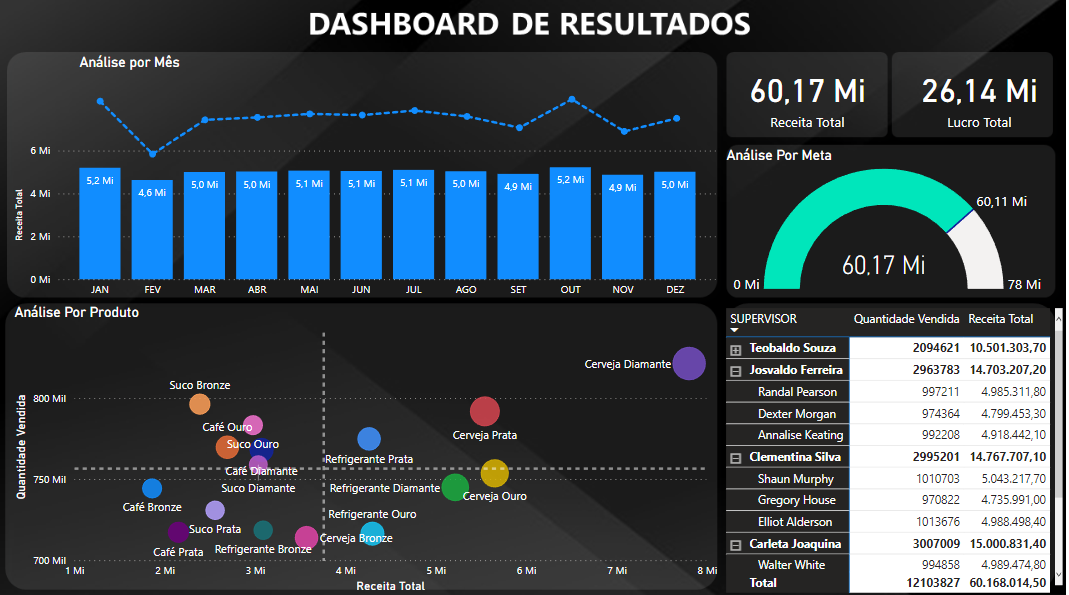 DASHBOARD DE RESULTADOS
Análise por Mês
Receita Total
6 Mi
4 Mi
2 Mi
0 Mi
5,2 Mi
4,6 Mi
5,0 Mi
5,0 Mi
5,1 Mi
5,1 Mi
5,1 Mi
5,0 Mi
4,9 Mi
5,2 Mi
4,9 Mi
5,0 Mi
JAN FEV MAR ABR MAI JUN JUL AGO SET OUT NOV DEZ
60,17 Mi
Receita Total
26,14 Mi
Lucro Total
Análise Por Meta
60,11 Mi
60,17 Mi
0 Mi
78 Mi
Análise Por Produto
Quantidade Vendida
800 Mil
750 Mil
700 Mil
Cerveja Diamante
Suco Bronze
Café Ouro
Suco Ouro
Cerveja Prata
Refrigerante Prata
Café Diamante
Suco Diamante
Refrigerante Diamante
Cerveja Ouro
Café Bronze
Refrigerante Ouro
Suco Prata
Cerveja Bronze
Café Prata
Refrigerante Bronze
1 Mi 2 Mi 3 Mi 4 Mi 5 Mi 6 Mi 7 Mi 8 Mi
Receita Total
SUPERVISOR Quantidade Vendida Receita Total
Teobaldo Souza 2094621 10.501.303,70
Josvaldo Ferreira 2963783 14.703.207,20
Randal Pearson 997211 4.985.311,80
Dexter Morgan 974364 4.799.453,30
Annalise Keating 992208 4.918.442,10
Clementina Silva 2995201 14.767.707,10
Shaun Murphy 1010703 5.043.217,70
Gregory House 970822 4.735.991,00
Elliot Alderson 1013676 4.988.498,40
Carleta Joaquina 3007009 15.000.831,40
Walter White 994858 4.989.474,80
Total 12103827 60.168.014,50